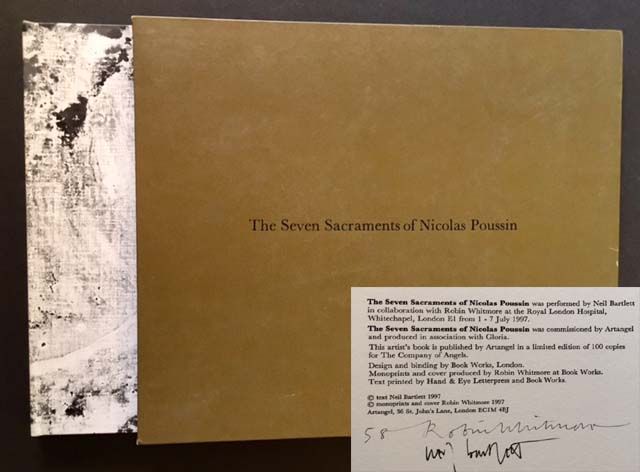 The Seven Sacraments of Nicolas Poussin
The Seven Sacraments of Nicolas Poussin was performed by Neil Bartlett
in collaboration with Robin Whitmore at the Royal London Hospital,
Whitechapel, London E1 from 1 - 7 July 1997.
The Seven Sacraments of Nicolas Poussin was commissioned by Artangel
and produced in association with Gloria.
This artist's book is published by Artangel in a limited edition of 100 copies
for The Company of Angels.
Design and binding by Book Works, London.
Monoprints and cover produced by Robin Whitmore at Book Works.
Text printed by Hand & Eye Letterpress and Book Works.
© text Neil Bartlett 1997
© monoprints and cover Robin Whitmore 1997
Artangel, 36 St. John's Lane, London EC1M 4BJ
58 Robin Whitmore
Neil Bartlett